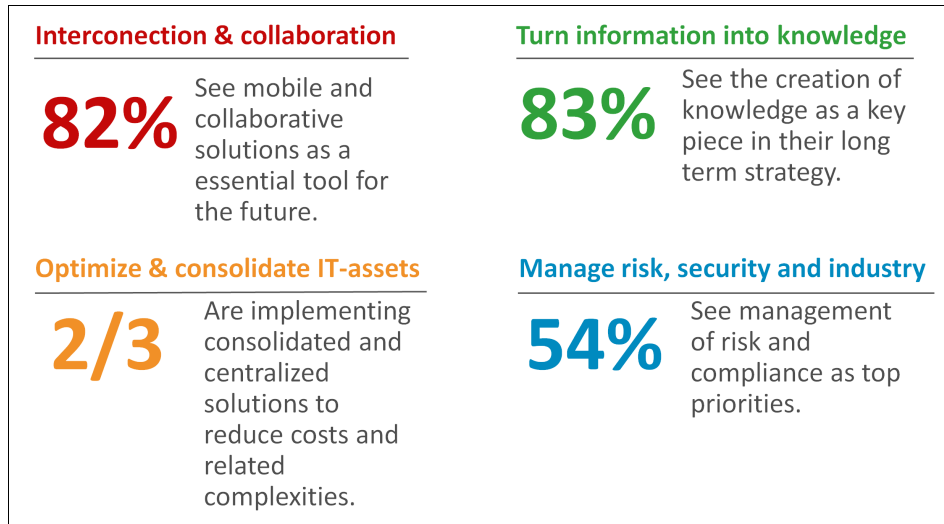 Interconection & collaboration
82%
See mobile and
collaborative
solutions as a
essential tool for
the future.
Turn information into knowledge
83%
See the creation of
knowledge as a key
piece in their long
term strategy.
Optimize & consolidate IT-assets
2/3
Are implementing
consolidated and
centralized
solutions to
reduce costs and
related
complexities.
Manage risk, security and industry
54%
See management
of risk and
compliance as top
priorities.